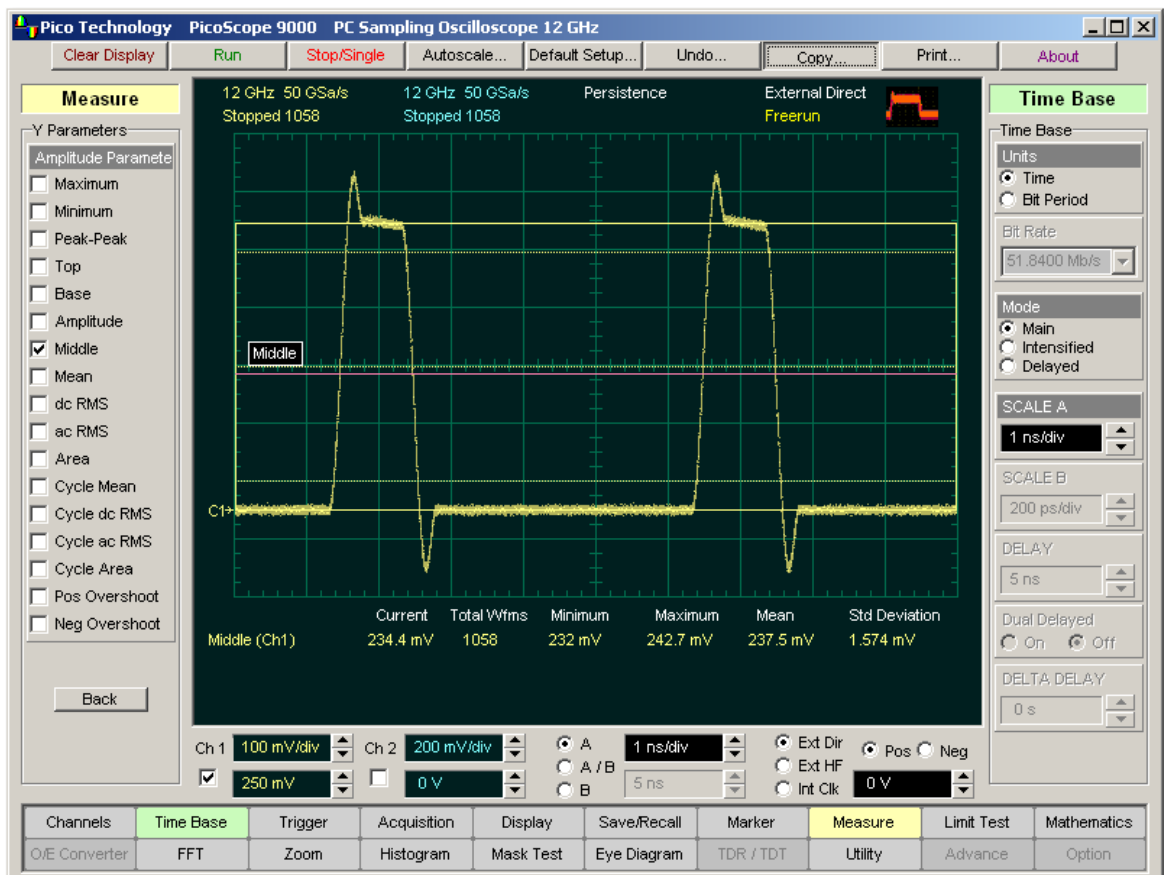 Pico Technology PicoScope 9000 PC Sampling Oscilloscope 12 GHz
Clear Display Run Stop/Single Autoscale... Default Setup... Undo... Copy... Print... About
Measure
Y Parameters
Amplitude Paramete
Maximum
Minimum
Peak-Peak
Top
Base
Amplitude
Middle
Mean
dc RMS
ac RMS
Area
Cycle Mean
Cycle dc RMS
Cycle ac RMS
Cycle Area
Pos Overshoot
Neg Overshoot
Back
12 GHz 50 GSa/s 12 GHz 50 GSa/s Persistence External Direct
Stopped 1058 Stopped 1058 Freerun
Middle
C1
Current Total Wfms Minimum Maximum Mean Std Deviation
Middle (Ch1) 234.4 mV 1058 232 mV 242.7 mV 237.5 mV 1.574 mV
Time Base
Time Base
Units
Time
Bit Period
Bit Rate
51.8400 Mb/s
Mode
Main
Intensified
Delayed
SCALE A
1 ns/div
SCALE B
200 ps/div
DELAY
5 ns
Dual Delayed
On Off
DELTA DELAY
0 s
Ch 1 100 mV/div Ch 2 200 mV/div A 1 ns/div Ext Dir Pos Neg
A / B Ext HF
250 mV 0 V B 5 ns Int Clk 0 V
Channels Time Base Trigger Acquisition Display Save/Recall Marker Measure Limit Test Mathematics
O/E Converter FFT Zoom Histogram Mask Test Eye Diagram TDR / TDT Utility Advance Option